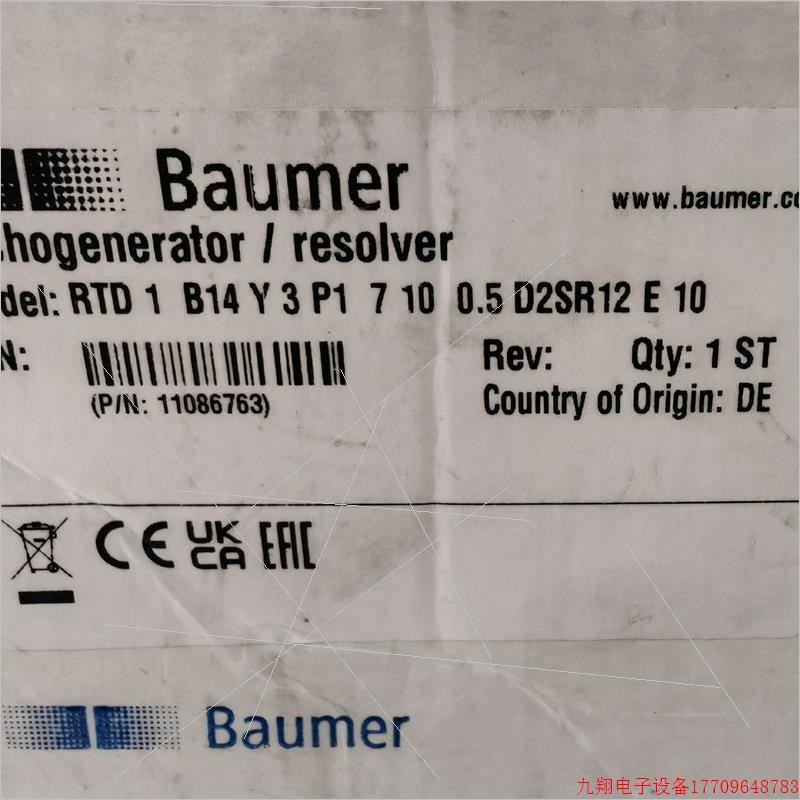 Baumer
www.baumer.co
hogenerator / resolver
del: RTD 1 B14 Y 3 P1 7 10 0.5 D2SR12 E 10
N:
Rev: Qty: 1 ST
(P/N: 11086763)
Country of Origin: DE
CE UK CA EAC
Baumer
九翔电子设备17709648783